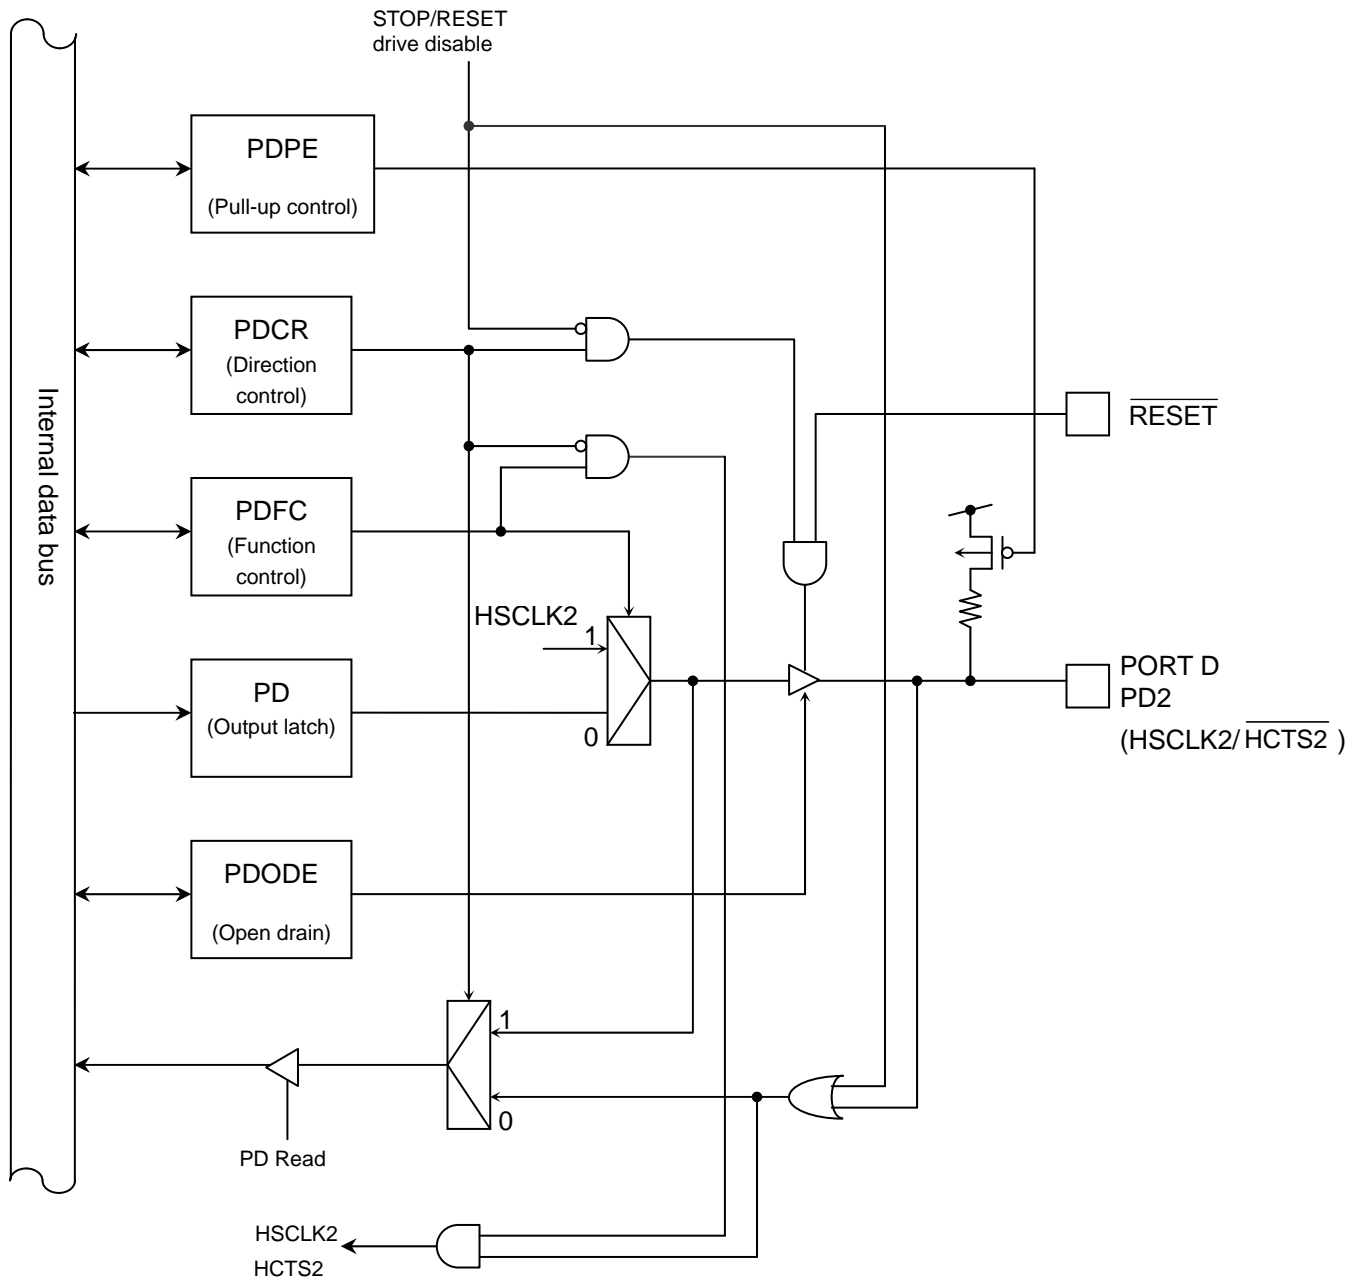 STOP/RESET
drive disable
PDPE
(Pull-up control)
PDCR
(Direction
control)
Internal data bus
RESET
PDFC
(Function
control)
HSCLK2
1
PD
(Output latch)
0
PORT D
PD2
(HSCLK2/HCTS2 )
PDODE
(Open drain)
1
0
PD Read
HSCLK2
HCTS2